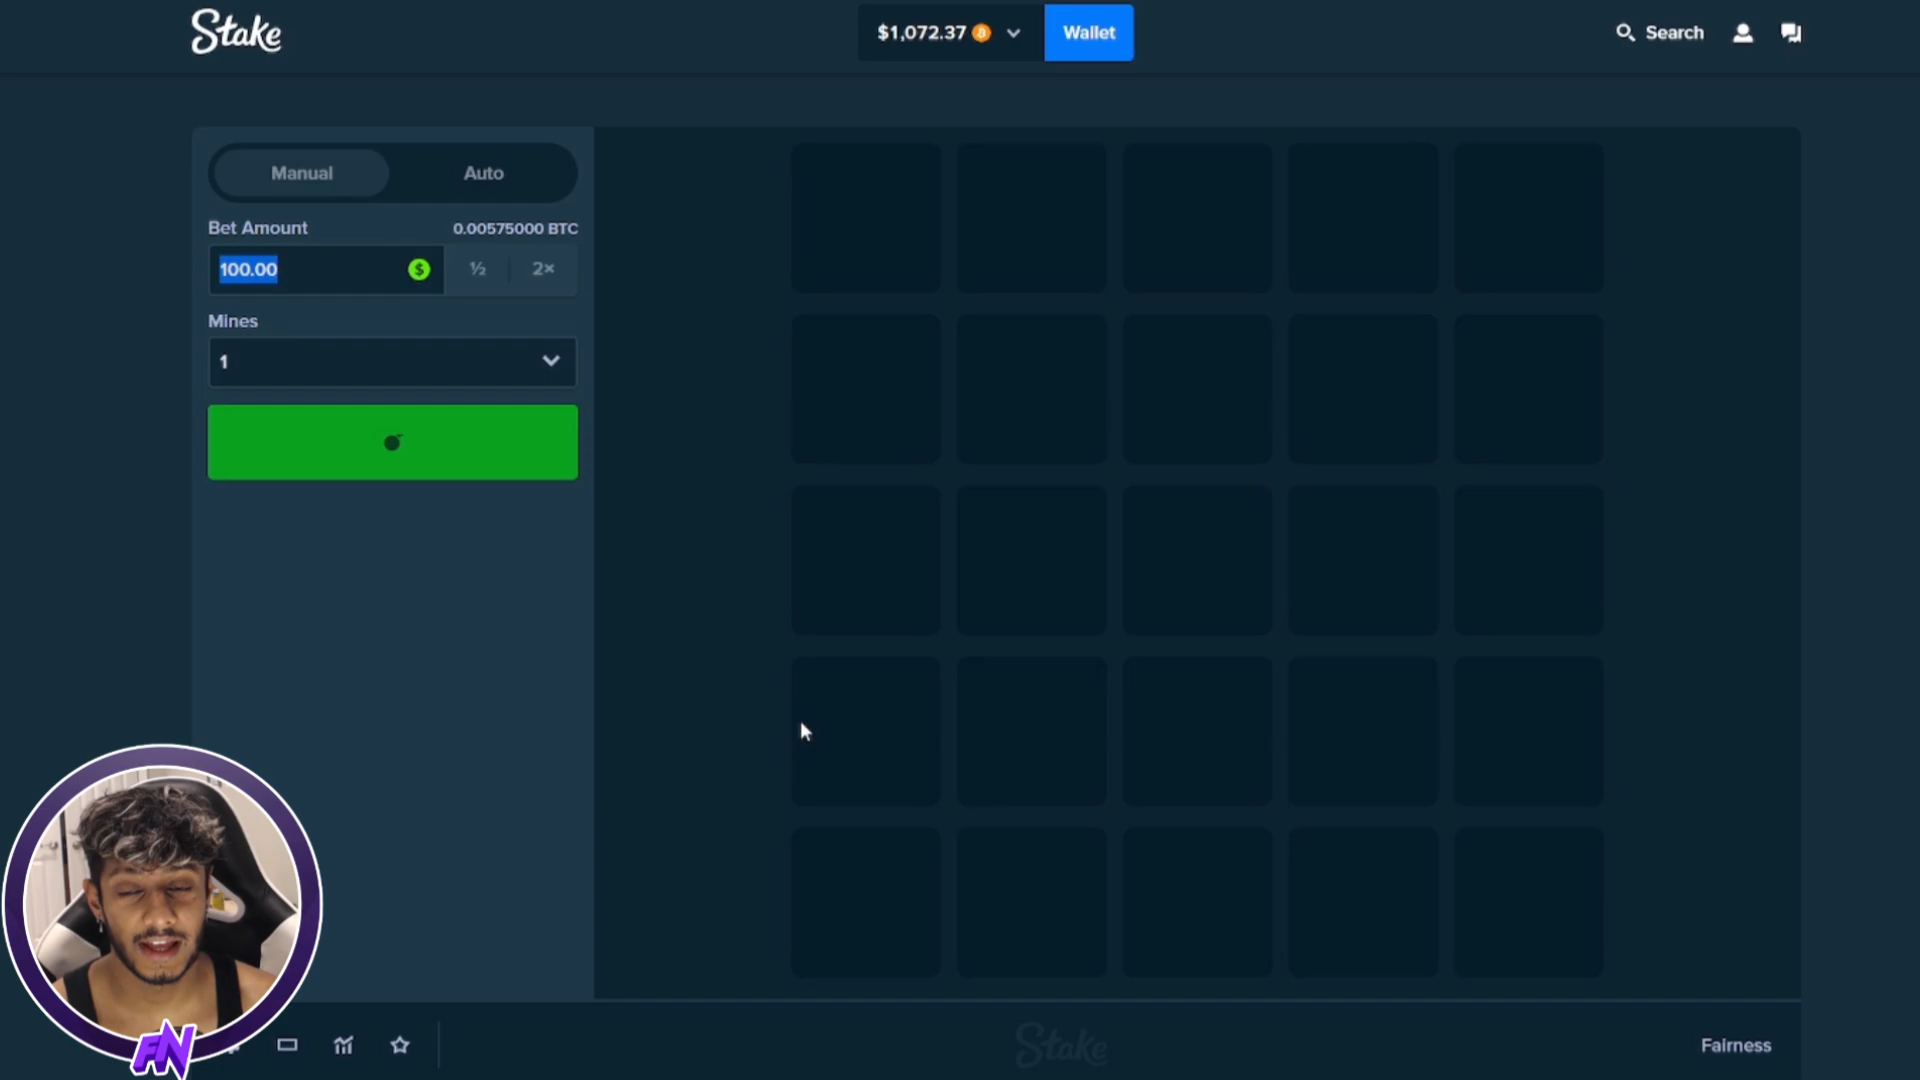 Stake
$1,072.37
Wallet
Search
Manual
Auto
Bet Amount
0.00575000 BTC
100.00
$
½
2×
Mines
1
FN
Stake
Fairness